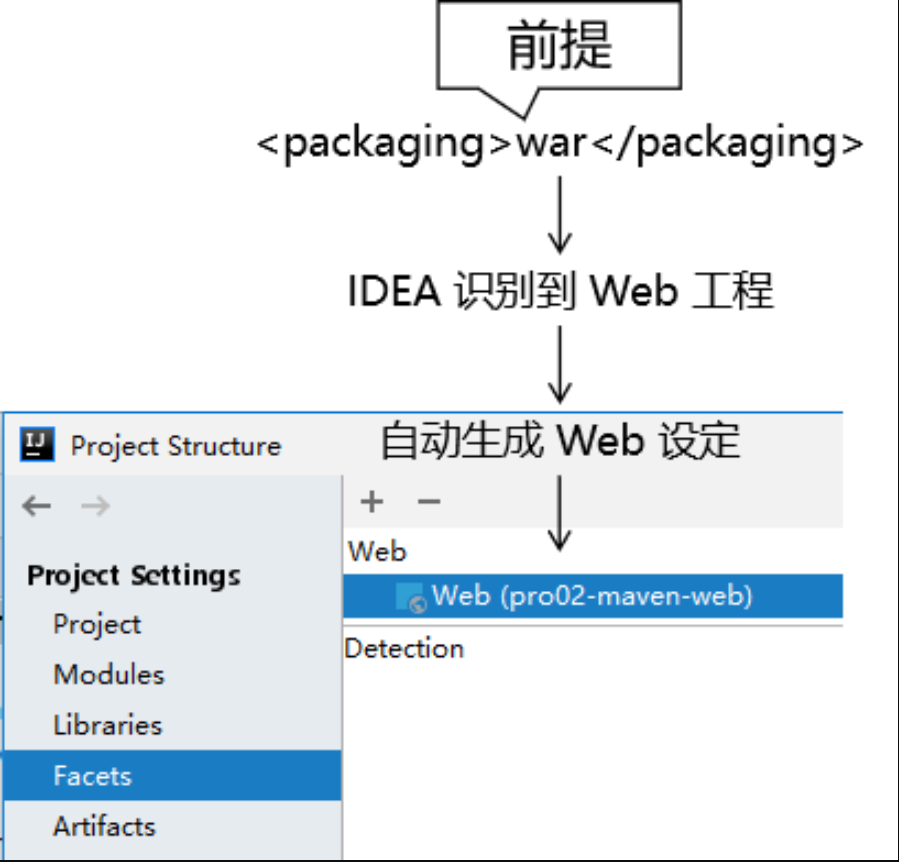 前提
<packaging>war</packaging>
IDEA 识别到 Web 工程
自动生成 Web 设定
IJ
Project Structure
Project Settings
Project
Modules
Libraries
Facets
Artifacts
Web
Web (pro02-maven-web)
Detection